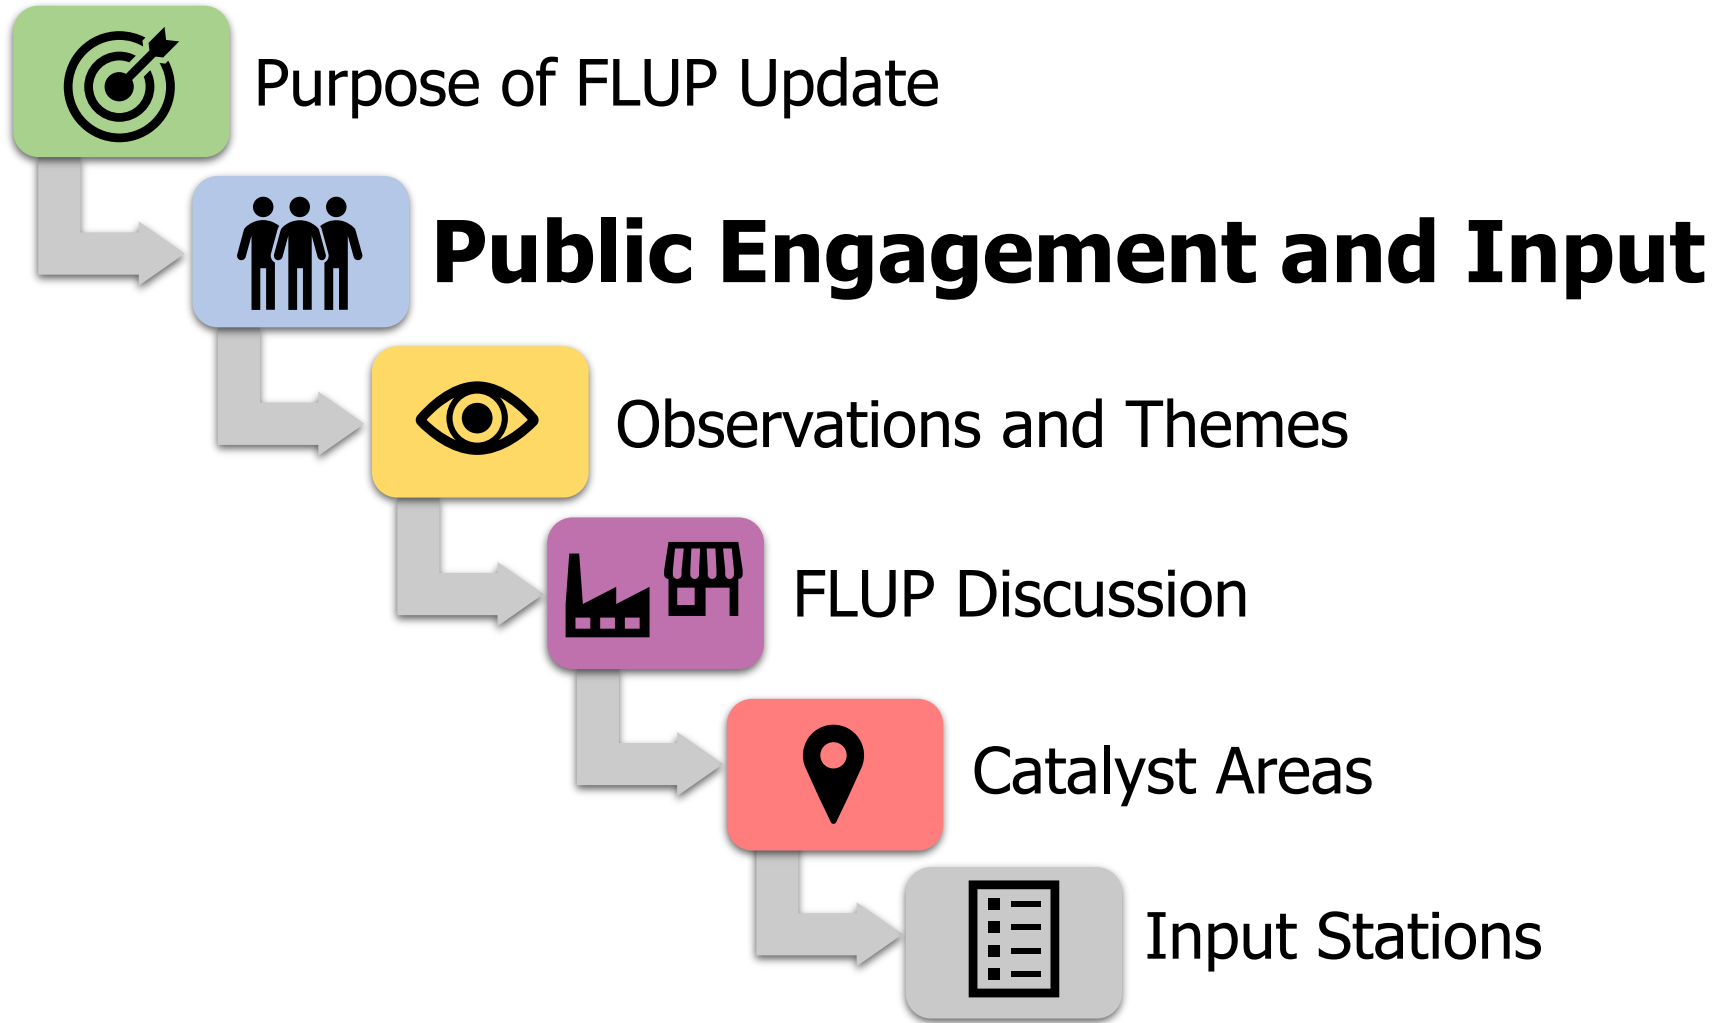 Purpose of FLUP Update
Public Engagement and Input
Observations and Themes
FLUP Discussion
Catalyst Areas
Input Stations